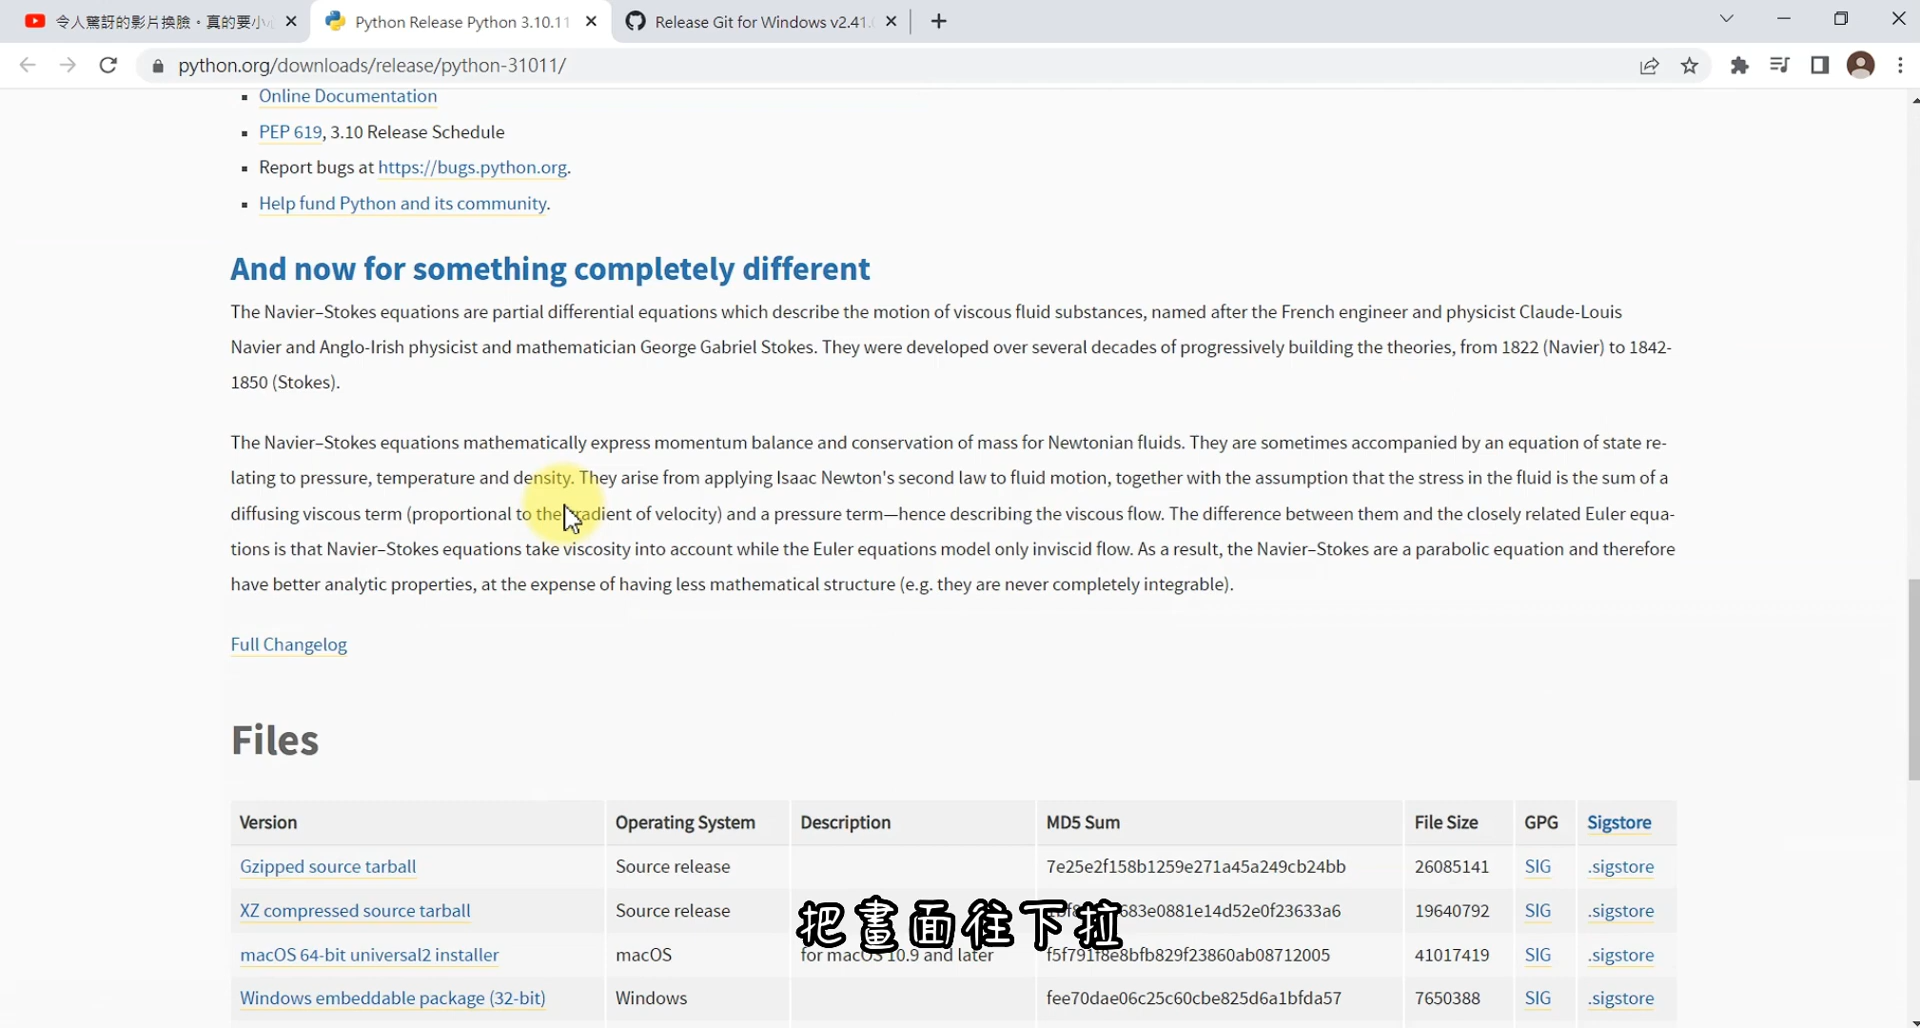 令人驚訝的影片換臉。真的要小
Python Release Python 3.10.11
Release Git for Windows v2.41.
python.org/downloads/release/python-31011/
Online Documentation
PEP 619, 3.10 Release Schedule
Report bugs at https://bugs.python.org.
Help fund Python and its community.
And now for something completely different
The Navier–Stokes equations are partial differential equations which describe the motion of viscous fluid substances, named after the French engineer and physicist Claude-Louis
Navier and Anglo-Irish physicist and mathematician George Gabriel Stokes. They were developed over several decades of progressively building the theories, from 1822 (Navier) to 1842-
1850 (Stokes).
The Navier–Stokes equations mathematically express momentum balance and conservation of mass for Newtonian fluids. They are sometimes accompanied by an equation of state re-
lating to pressure, temperature and density. They arise from applying Isaac Newton's second law to fluid motion, together with the assumption that the stress in the fluid is the sum of a
diffusing viscous term (proportional to the gradient of velocity) and a pressure term—hence describing the viscous flow. The difference between them and the closely related Euler equa-
tions is that Navier–Stokes equations take viscosity into account while the Euler equations model only inviscid flow. As a result, the Navier–Stokes are a parabolic equation and therefore
have better analytic properties, at the expense of having less mathematical structure (e.g. they are never completely integrable).
Full Changelog
Files
Version Operating System Description MD5 Sum File Size GPG Sigstore
Gzipped source tarball Source release 7e25e2f158b1259e271a45a249cb24bb 26085141 SIG .sigstore
XZ compressed source tarball Source release 683e0881e14d52e0f23633a6 19640792 SIG .sigstore
把畫面往下拉
macOS 64-bit universal2 installer macOS for macOS 10.9 and later f5f791f8e8bfb829f23860ab08712005 41017419 SIG .sigstore
Windows embeddable package (32-bit) Windows fee70dae06c25c60cbe825d6a1bfda57 7650388 SIG .sigstore